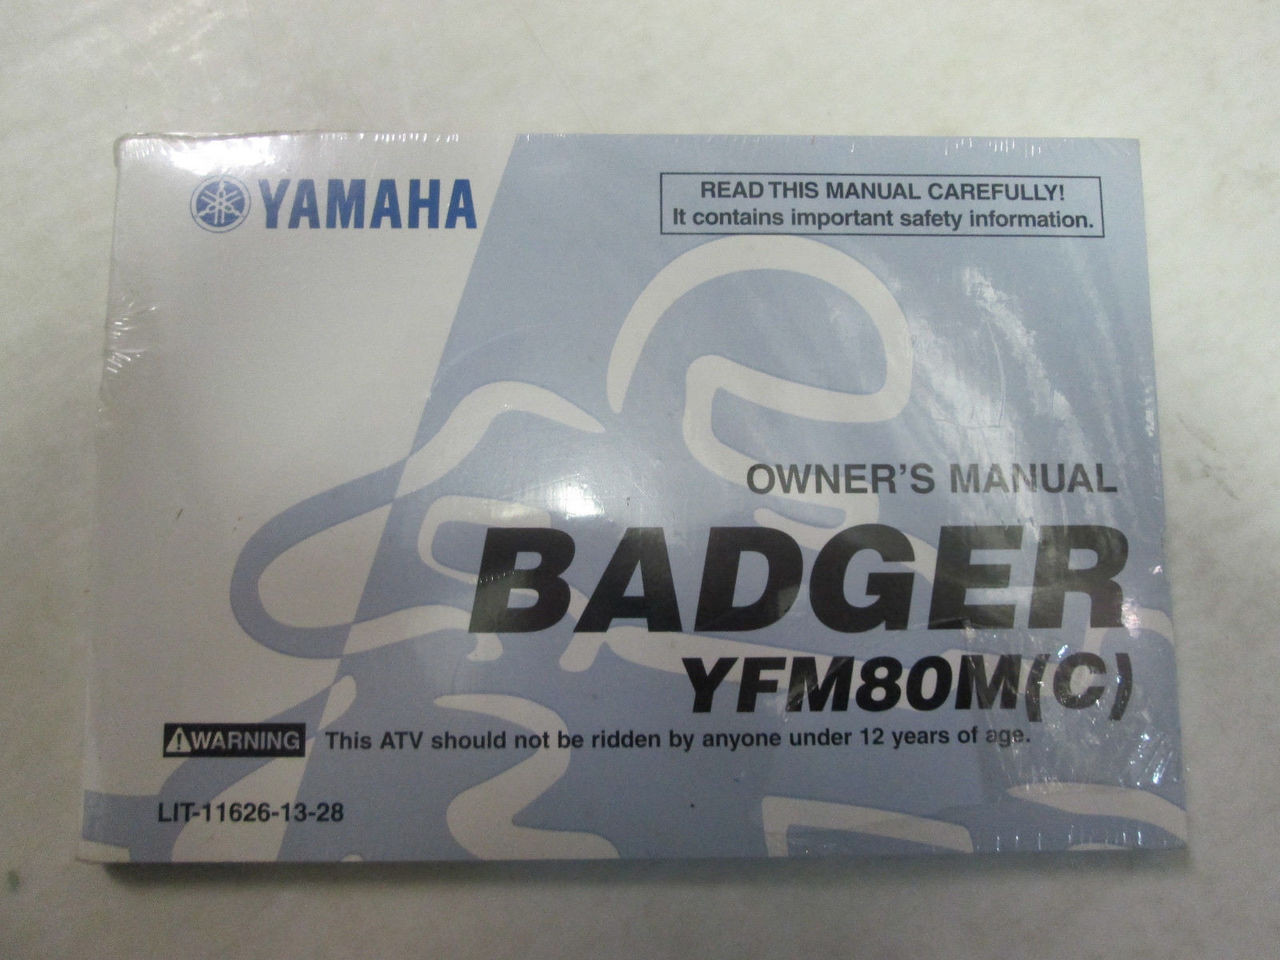 YAMAHA
READ THIS MANUAL CAREFULLY!
It contains important safety information.
OWNER'S MANUAL
BADGER
YFM80M(C)
WARNING This ATV should not be ridden by anyone under 12 years of age.
LIT-11626-13-28